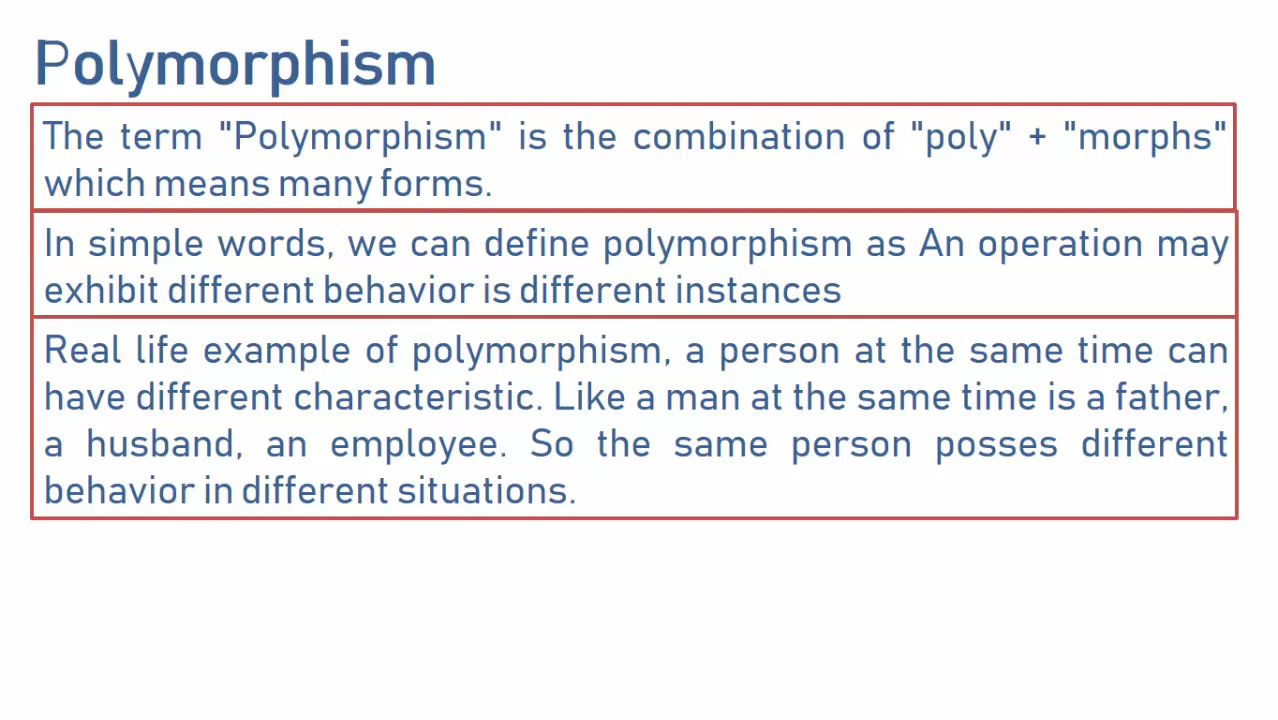 Polymorphism
The term "Polymorphism" is the combination of "poly" + "morphs"
which means many forms.
In simple words, we can define polymorphism as An operation may
exhibit different behavior is different instances
Real life example of polymorphism, a person at the same time can
have different characteristic. Like a man at the same time is a father,
a husband, an employee. So the same person posses different
behavior in different situations.